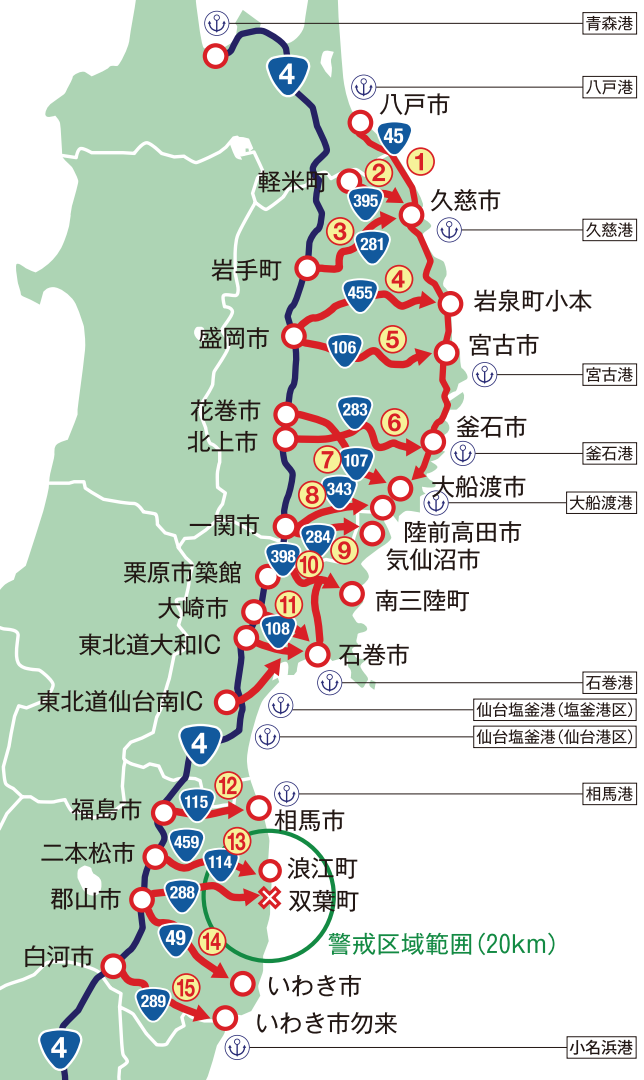 青森港
4
八戸港
八戸市
45
①
②
軽米町
395
久慈市
③
久慈港
281
岩手町
④
455
岩泉町小本
盛岡市
⑤
106
宮古市
宮古港
花巻市
283
⑥
釜石市
北上市
釜石港
⑦
107
大船渡市
343
⑧
大船渡港
一関市
陸前高田市
284
⑨
気仙沼市
398
⑩
栗原市築館
南三陸町
大崎市
⑪
108
東北道大和IC
石巻市
石巻港
東北道仙台南IC
仙台塩釜港(塩釜港区)
仙台塩釜港(仙台港区)
4
⑫
相馬港
115
福島市
相馬市
459
⑬
二本松市
114
浪江町
288
郡山市
双葉町
49
⑭
警戒区域範囲(20km)
白河市
いわき市
⑮
289
いわき市勿来
4
小名浜港